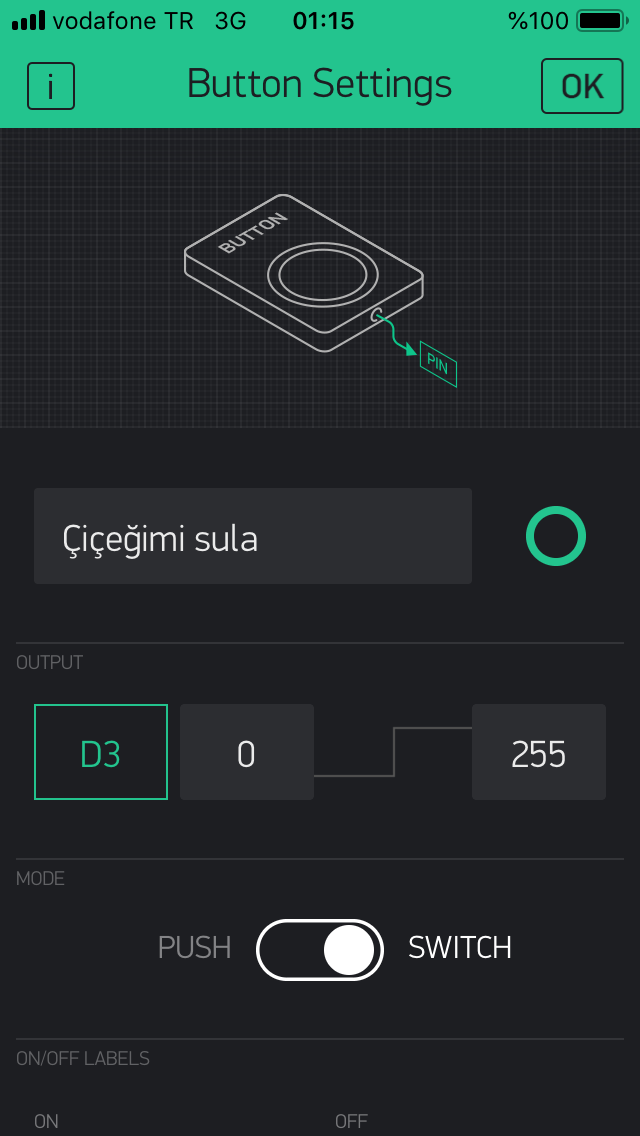 vodafone TR 3G 01:15 %100
i Button Settings OK
BUTTON
PIN
Çiçeğimi sula
OUTPUT
D3 0 255
MODE
PUSH SWITCH
ON/OFF LABELS
ON OFF